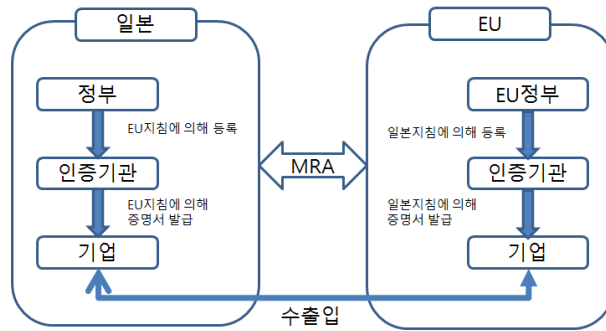 일본
정부
EU지침에 의해 등록
인증기관
EU지침에 의해
증명서 발급
기업
MRA
EU
EU정부
일본지침에 의해 등록
인증기관
일본지침에 의해
증명서 발급
기업
수출입